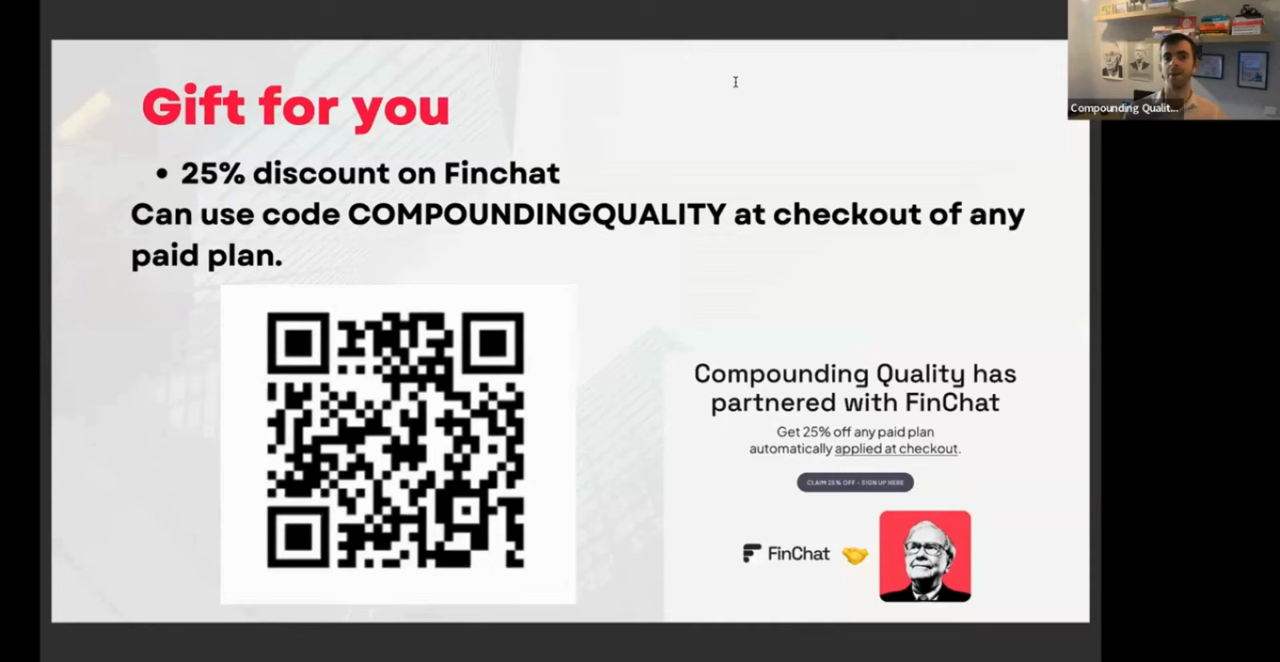 Gift for you
• 25% discount on Finchat
Can use code COMPOUNDINGQUALITY at checkout of any
paid plan.
Compounding Quality has
partnered with FinChat
Get 25% off any paid plan
automatically applied at checkout.
CLAIM 25% OFF - SIGN UP HERE
FinChat
Compounding Qualit...